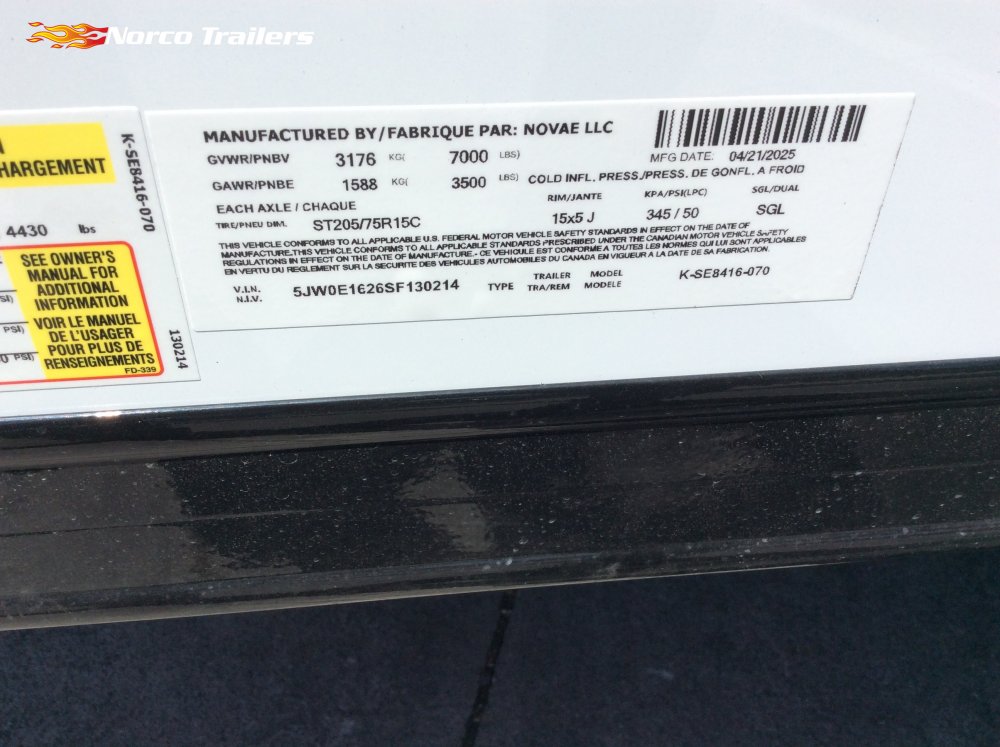 Norco Trailers
MANUFACTURED BY/FABRIQUE PAR: NOVAE LLC
GVWR/PNBV 3176 KG( 7000 LBS) MFG DATE: 04/21/2025
GAWR/PNBE 1588 KG( 3500 LBS) COLD INFL. PRESS./PRESS. DE GONFL. A FROID
EACH AXLE / CHAQUE RIM/JANTE KPA/PSI(LPC) SGL/DUAL
TIRE/PNEU DIM. ST205/75R15C 15x5 J 345 / 50 SGL
THIS VEHICLE CONFORMS TO ALL APPLICABLE U.S. FEDERAL MOTOR VEHICLE SAFETY STANDARDS IN EFFECT ON THE DATE OF
MANUFACTURE.THIS VEHICLE CONFORMS TO ALL APPLICABLE STANDARDS PRESCRIBED UNDER THE CANADIAN MOTOR VEHICLE SAFETY
REGULATIONS IN EFFECT ON THE DATE OF MANUFACTURE.- CE VEHICULE EST CONFORME A TOUTES LES NORMES QUI LUI SONT APPLICABLES
EN VERTU DU REGLEMENT SUR LA SECURITE DES VEHICULES AUTOMOBILES DU CANADA EN VIGUEUR A LA DATE DE SA FABRICATION.
V.I.N. 5JW0E1626SF130214 TYPE TRAILER MODEL K-SE8416-070
N.I.V. TRA/REM MODELE
HARGEMENT
K-SE8416-070
4430 lbs
SEE OWNER'S
MANUAL FOR
ADDITIONAL
INFORMATION
VOIR LE MANUEL
DE L'USAGER
POUR PLUS DE
RENSEIGNEMENTS
FD-339
PSI)
0 PSI)
130214